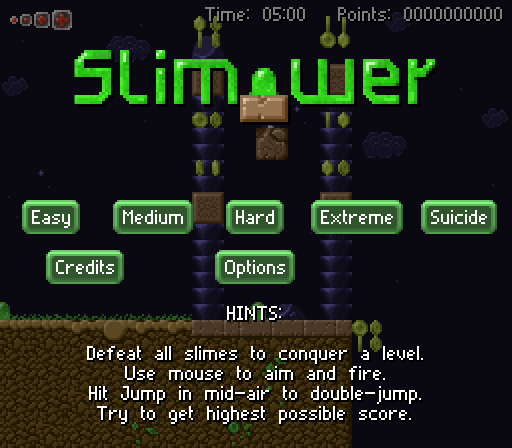 Time: 05:00 Points: 0000000000
Slimower
Easy Medium Hard Extreme Suicide
Credits Options
HINTS:
Defeat all slimes to conquer a level.
Use mouse to aim and fire.
Hit Jump in mid-air to double-jump.
Try to get highest possible score.